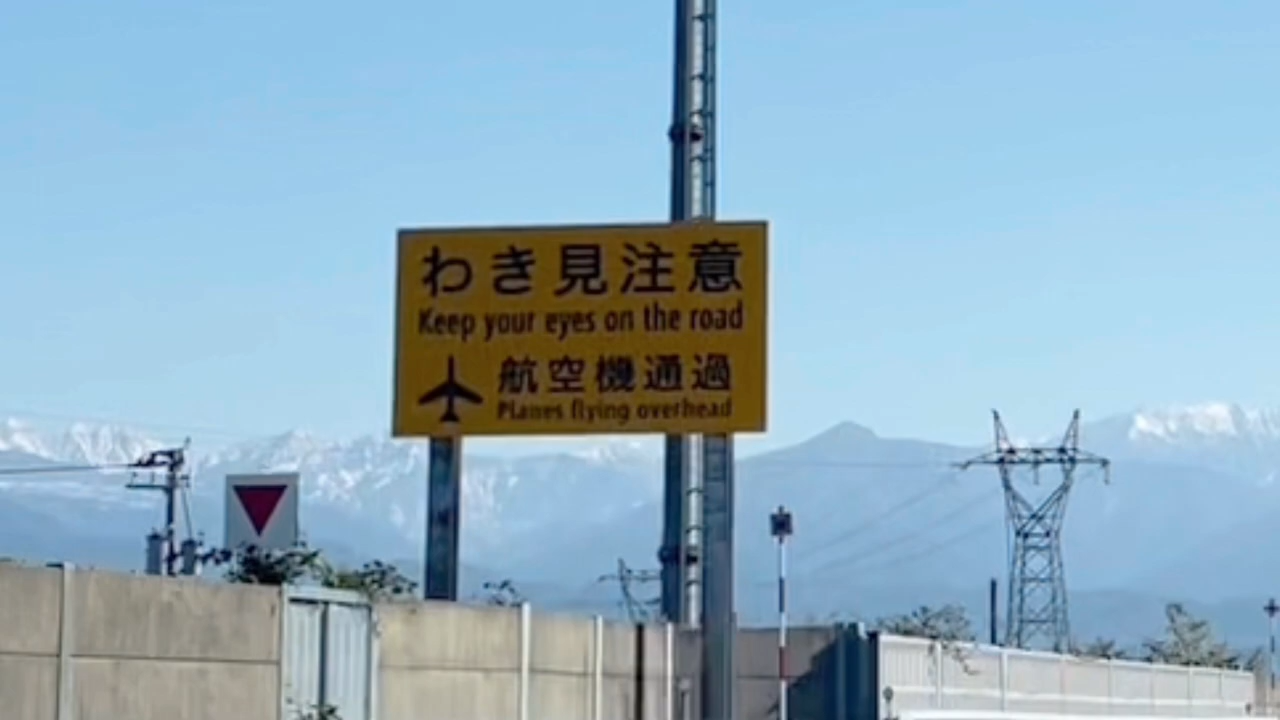 わき見注意
Keep your eyes on the road
航空機通過
Planes flying overhead